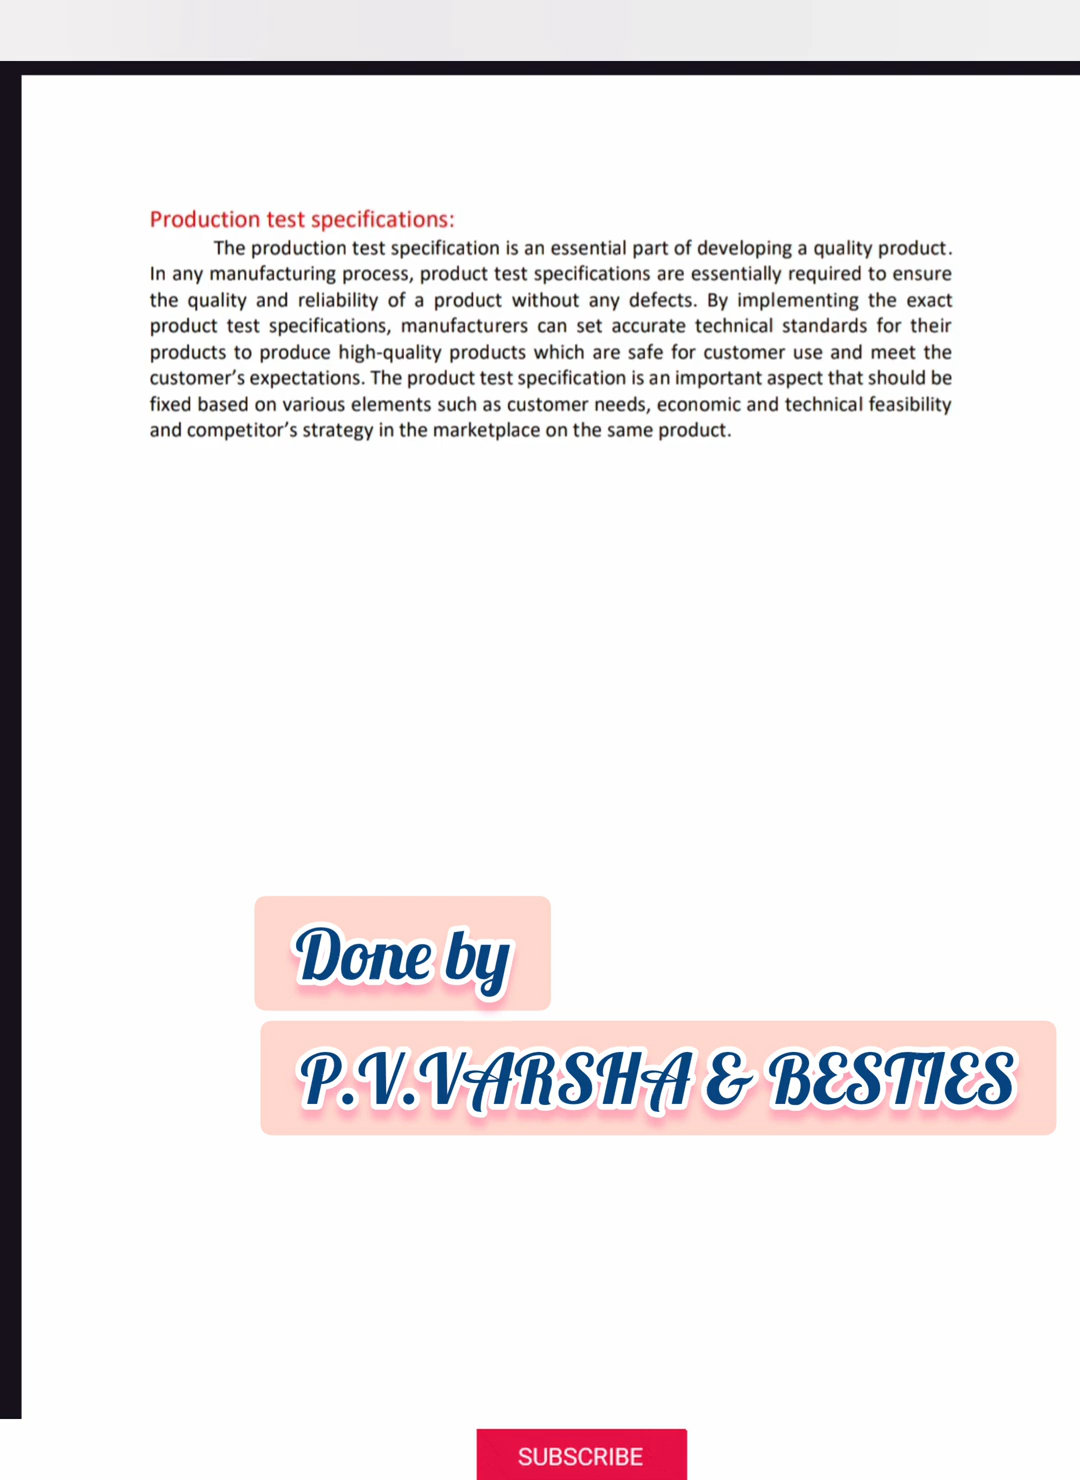 Production test specifications:
The production test specification is an essential part of developing a quality product.
In any manufacturing process, product test specifications are essentially required to ensure
the quality and reliability of a product without any defects. By implementing the exact
product test specifications, manufacturers can set accurate technical standards for their
products to produce high-quality products which are safe for customer use and meet the
customer’s expectations. The product test specification is an important aspect that should be
fixed based on various elements such as customer needs, economic and technical feasibility
and competitor’s strategy in the marketplace on the same product.
Done by
P.V.VARSHA & BESTIES
SUBSCRIBE